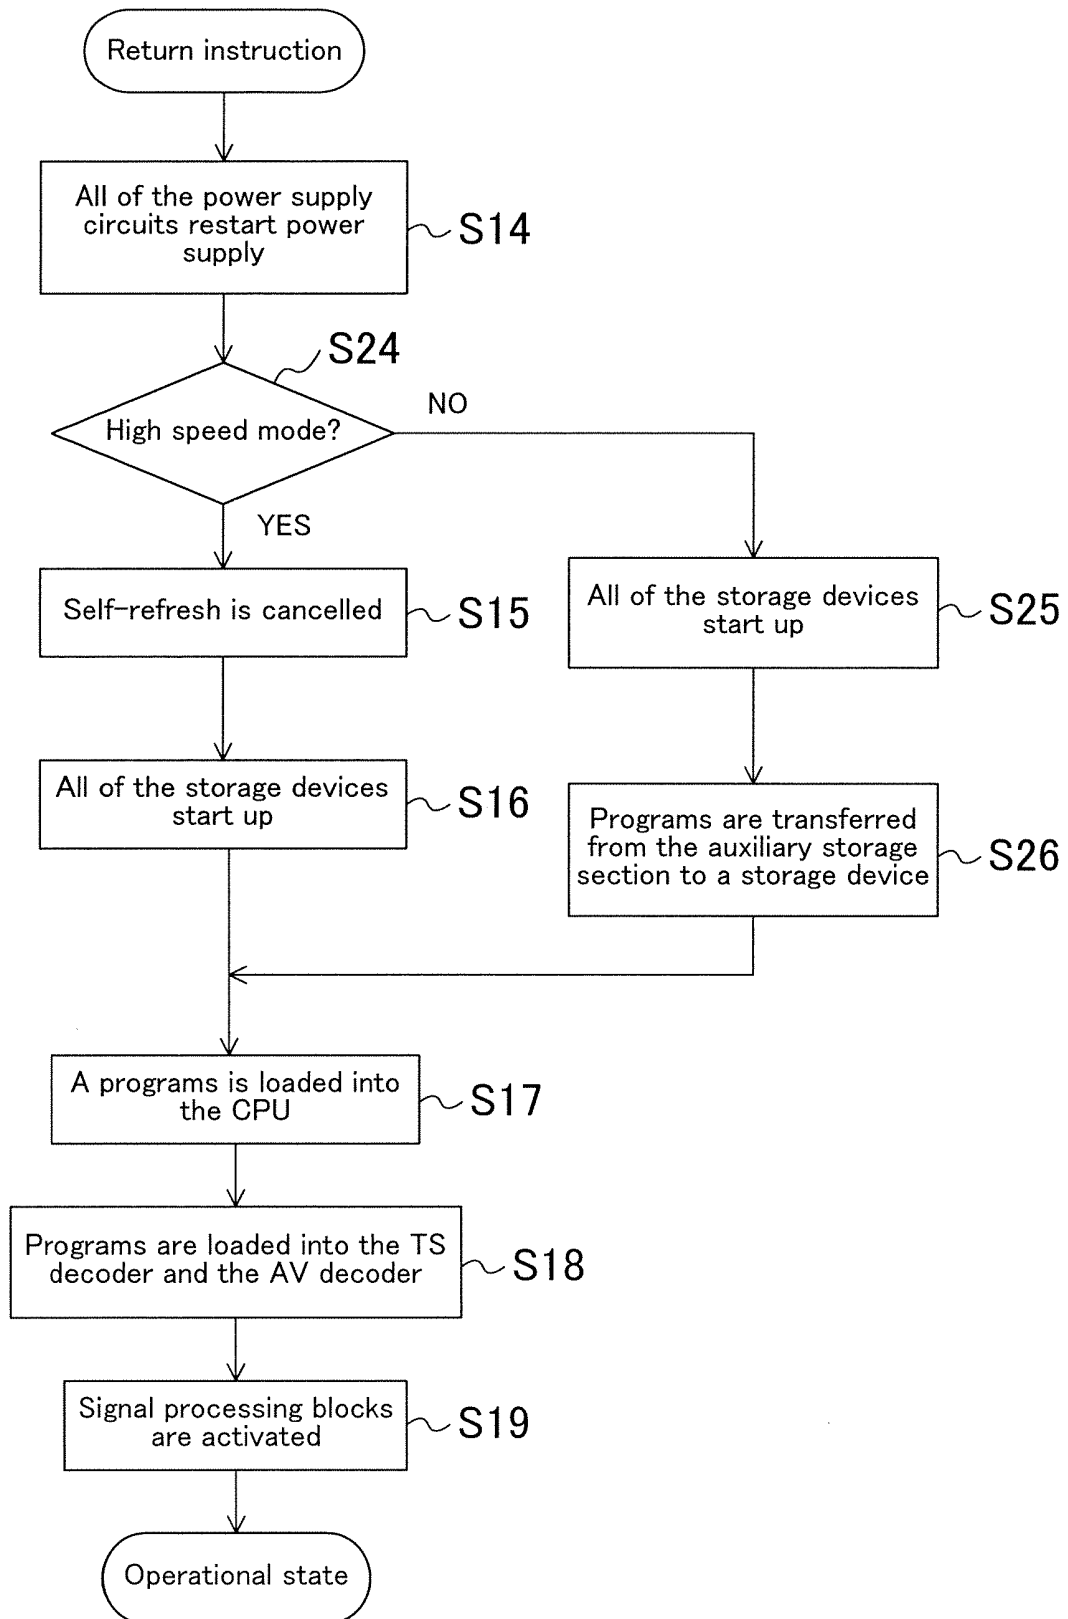 Return instruction
All of the power supply
circuits restart power
supply
S14
S24
High speed mode?
NO
YES
Self-refresh is cancelled
S15
All of the storage devices
start up
S25
All of the storage devices
start up
S16
Programs are transferred
from the auxiliary storage
section to a storage device
S26
A programs is loaded into
the CPU
S17
Programs are loaded into the TS
decoder and the AV decoder
S18
Signal processing blocks
are activated
S19
Operational state